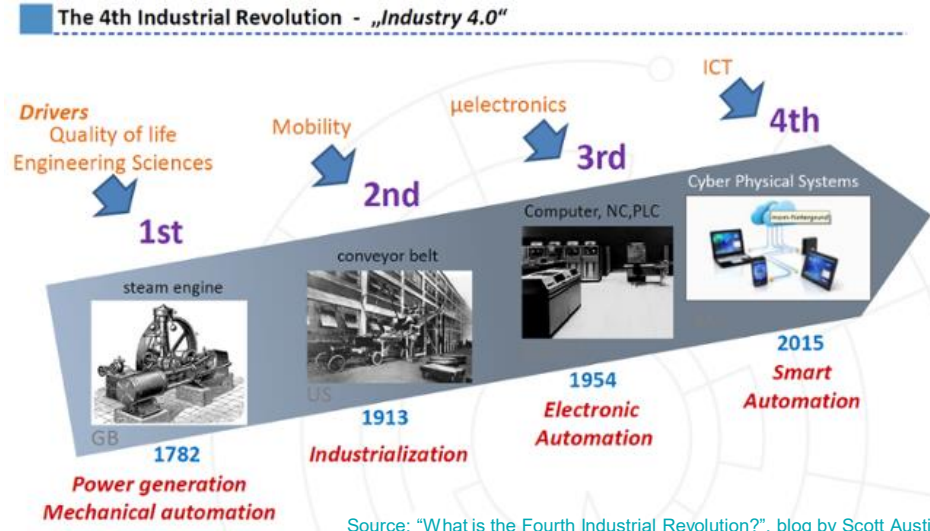 The 4th Industrial Revolution - „Industry 4.0“
Drivers
Quality of life
Engineering Sciences
1st
steam engine
GB
1782
Power generation
Mechanical automation
Mobility
2nd
conveyor belt
US
1913
Industrialization
µelectronics
3rd
Computer, NC,PLC
1954
Electronic
Automation
ICT
4th
Cyber Physical Systems
2015
Smart
Automation
Source: “What is the Fourth Industrial Revolution?”, blog by Scott Austi